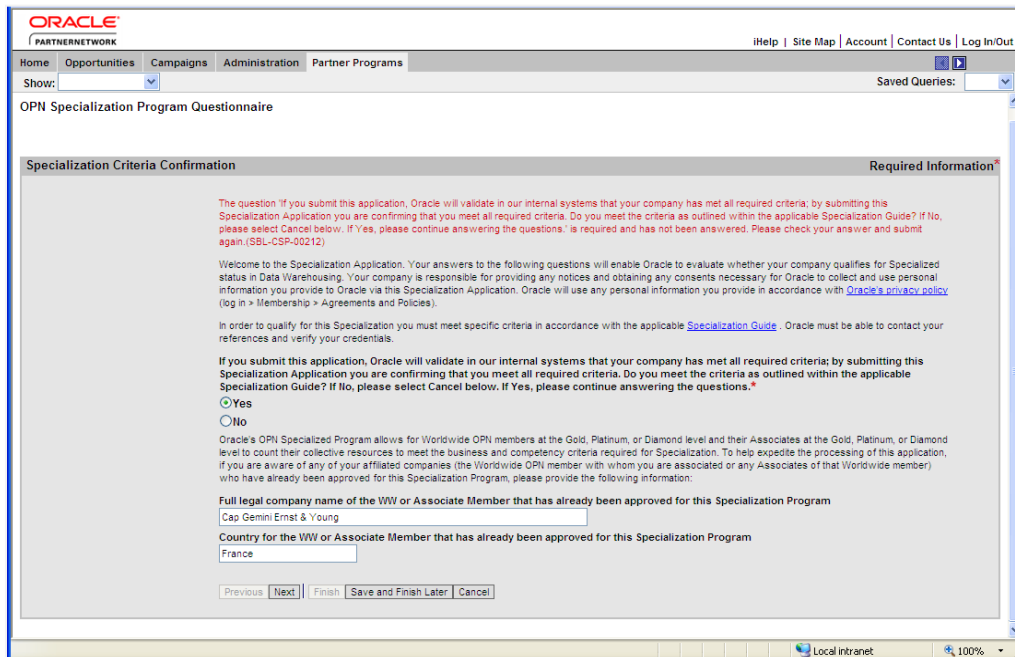 ORACLE
PARTNERNETWORK
iHelp | Site Map | Account | Contact Us | Log In/Out
Home Opportunities Campaigns Administration Partner Programs
Show: Saved Queries:
OPN Specialization Program Questionnaire
Specialization Criteria Confirmation Required Information*
The question 'If you submit this application, Oracle will validate in our internal systems that your company has met all required criteria; by submitting this
Specialization Application you are confirming that you meet all required criteria. Do you meet the criteria as outlined within the applicable Specialization Guide? If No,
please select Cancel below. If Yes, please continue answering the questions.' is required and has not been answered. Please check your answer and submit
again.(SBL-CSP-00212)
Welcome to the Specialization Application. Your answers to the following questions will enable Oracle to evaluate whether your company qualifies for Specialized
status in Data Warehousing. Your company is responsible for providing any notices and obtaining any consents necessary for Oracle to collect and use personal
information you provide to Oracle via this Specialization Application. Oracle will use any personal information you provide in accordance with Oracle's privacy policy
(log in > Membership > Agreements and Policies).
In order to qualify for this Specialization you must meet specific criteria in accordance with the applicable Specialization Guide . Oracle must be able to contact your
references and verify your credentials.
If you submit this application, Oracle will validate in our internal systems that your company has met all required criteria; by submitting this
Specialization Application you are confirming that you meet all required criteria. Do you meet the criteria as outlined within the applicable
Specialization Guide? If No, please select Cancel below. If Yes, please continue answering the questions.*
Yes
No
Oracle's OPN Specialized Program allows for Worldwide OPN members at the Gold, Platinum, or Diamond level and their Associates at the Gold, Platinum, or Diamond
level to count their collective resources to meet the business and competency criteria required for Specialization. To help expedite the processing of this application,
if you are aware of any of your affiliated companies (the Worldwide OPN member with whom you are associated or any Associates of that Worldwide member)
who have already been approved for this Specialization Program, please provide the following information:
Full legal company name of the WW or Associate Member that has already been approved for this Specialization Program
Cap Gemini Ernst & Young
Country for the WW or Associate Member that has already been approved for this Specialization Program
France
Previous Next Finish Save and Finish Later Cancel
Local intranet 100%